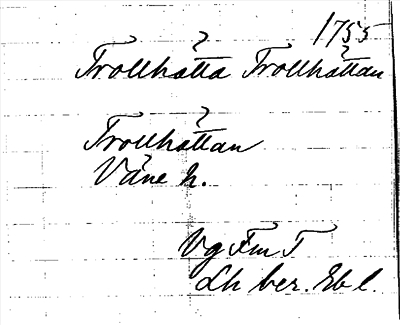 1755
Trollhätta Trollhättan
Trollhättan
Väne h.
Vg Fm T
Lh ber. Ebl.